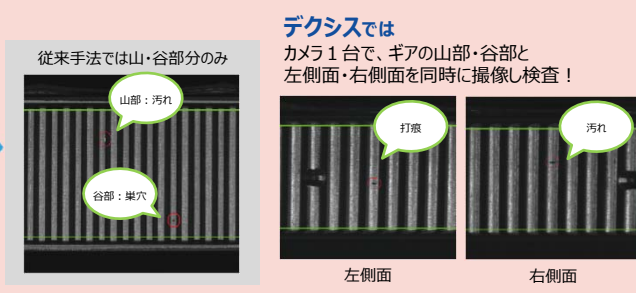 従来手法では山・谷部分のみ
山部：汚れ
谷部：巣穴
デクシスでは
カメラ１台で、ギアの山部・谷部と
左側面・右側面を同時に撮像し検査！
打痕
汚れ
左側面
右側面